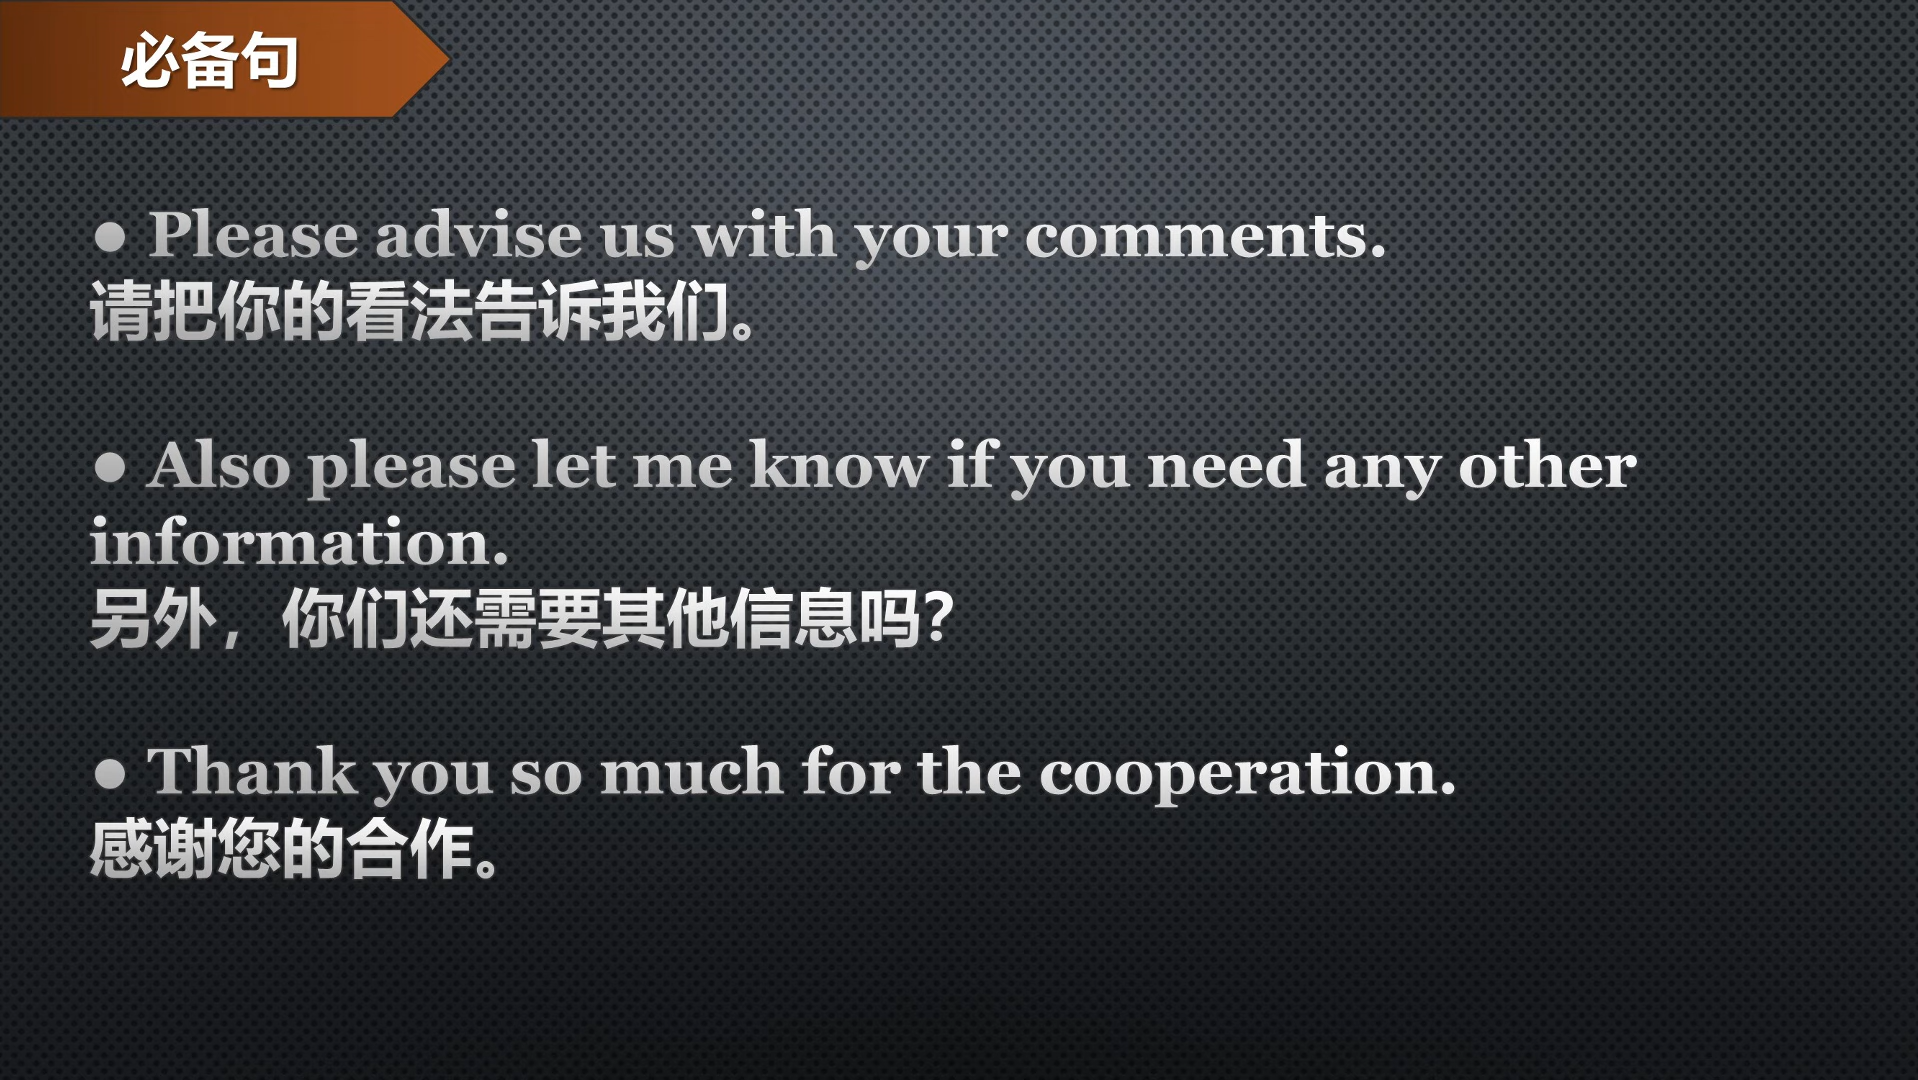 必备句
● Please advise us with your comments.
请把你的看法告诉我们。
● Also please let me know if you need any other
information.
另外，你们还需要其他信息吗？
● Thank you so much for the cooperation.
感谢您的合作。